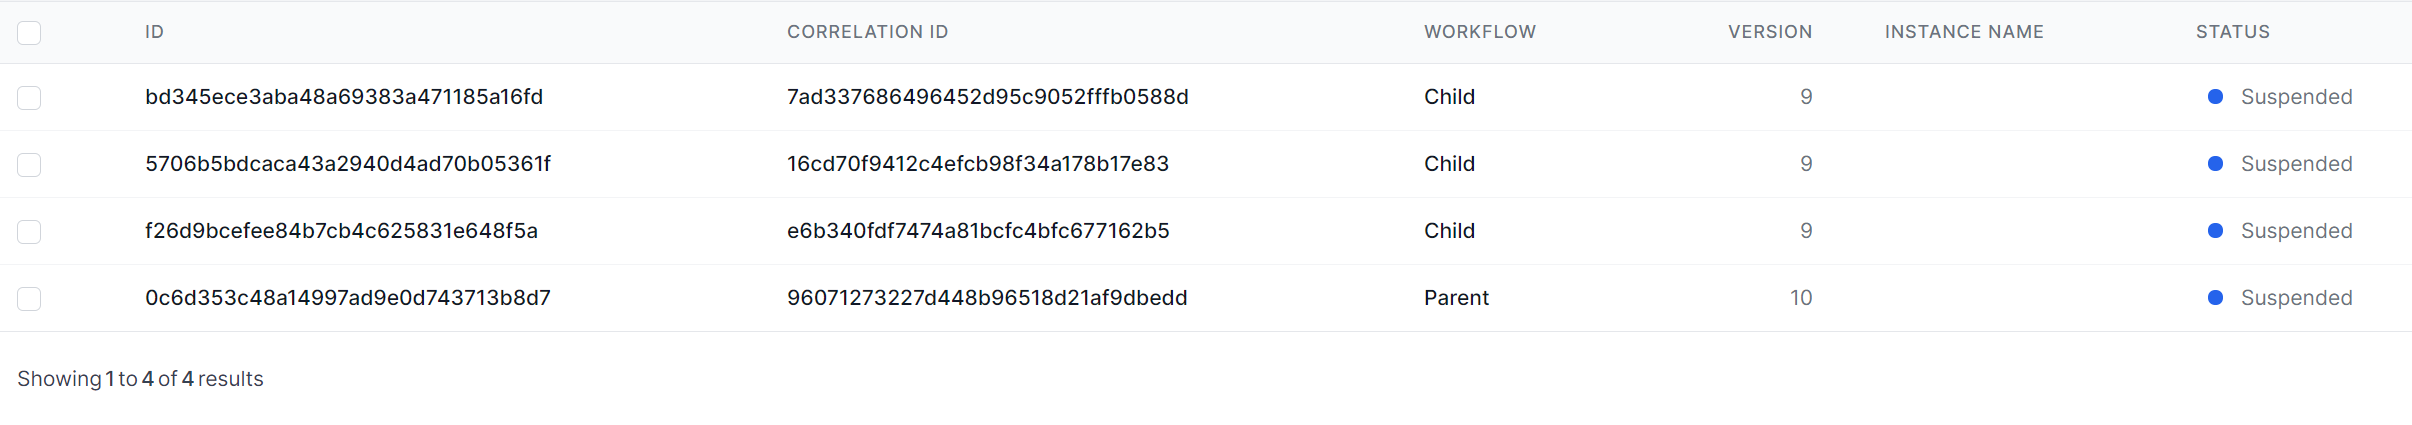 ID CORRELATION ID WORKFLOW VERSION INSTANCE NAME STATUS
bd345ece3aba48a69383a471185a16fd 7ad337686496452d95c9052fffb0588d Child 9 Suspended
5706b5bdcaca43a2940d4ad70b05361f 16cd70f9412c4efcb98f34a178b17e83 Child 9 Suspended
f26d9bcefee84b7cb4c625831e648f5a e6b340fdf7474a81bcfc4bfc677162b5 Child 9 Suspended
0c6d353c48a14997ad9e0d743713b8d7 96071273227d448b96518d21af9dbedd Parent 10 Suspended
Showing 1 to 4 of 4 results